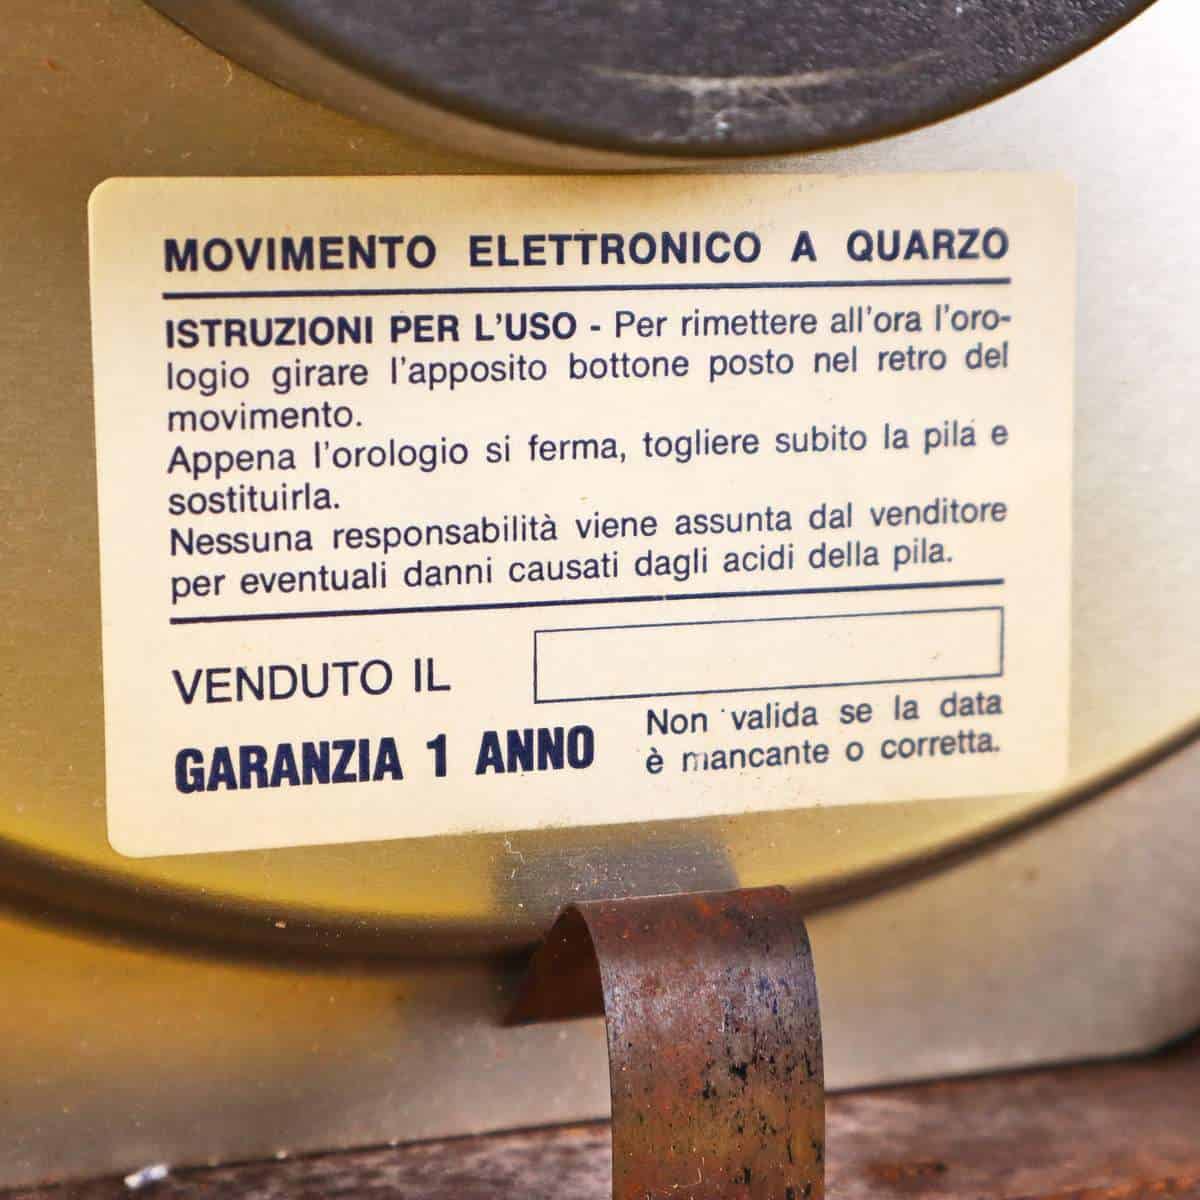 MOVIMENTO ELETTRONICO A QUARZO
ISTRUZIONI PER L'USO - Per rimettere all'ora l'oro-
logio girare l'apposito bottone posto nel retro del
movimento.
Appena l'orologio si ferma, togliere subito la pila e
sostituirla.
Nessuna responsabilità viene assunta dal venditore
per eventuali danni causati dagli acidi della pila.
VENDUTO IL
GARANZIA 1 ANNO
Non valida se la data
è mancante o corretta.